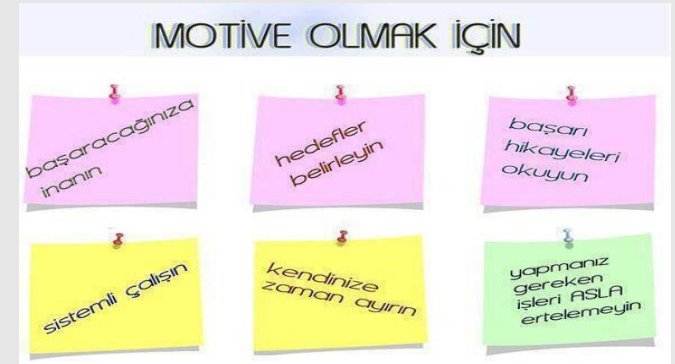 MOTİVE OLMAK İÇİN
başaracağınıza
inanın
hedefler
belirleyin
başarı
hikayeleri
okuyun
sistemli çalışın
kendinize
zaman ayırın
yapmanız
gereken
işleri ASLA
ertelemeyin